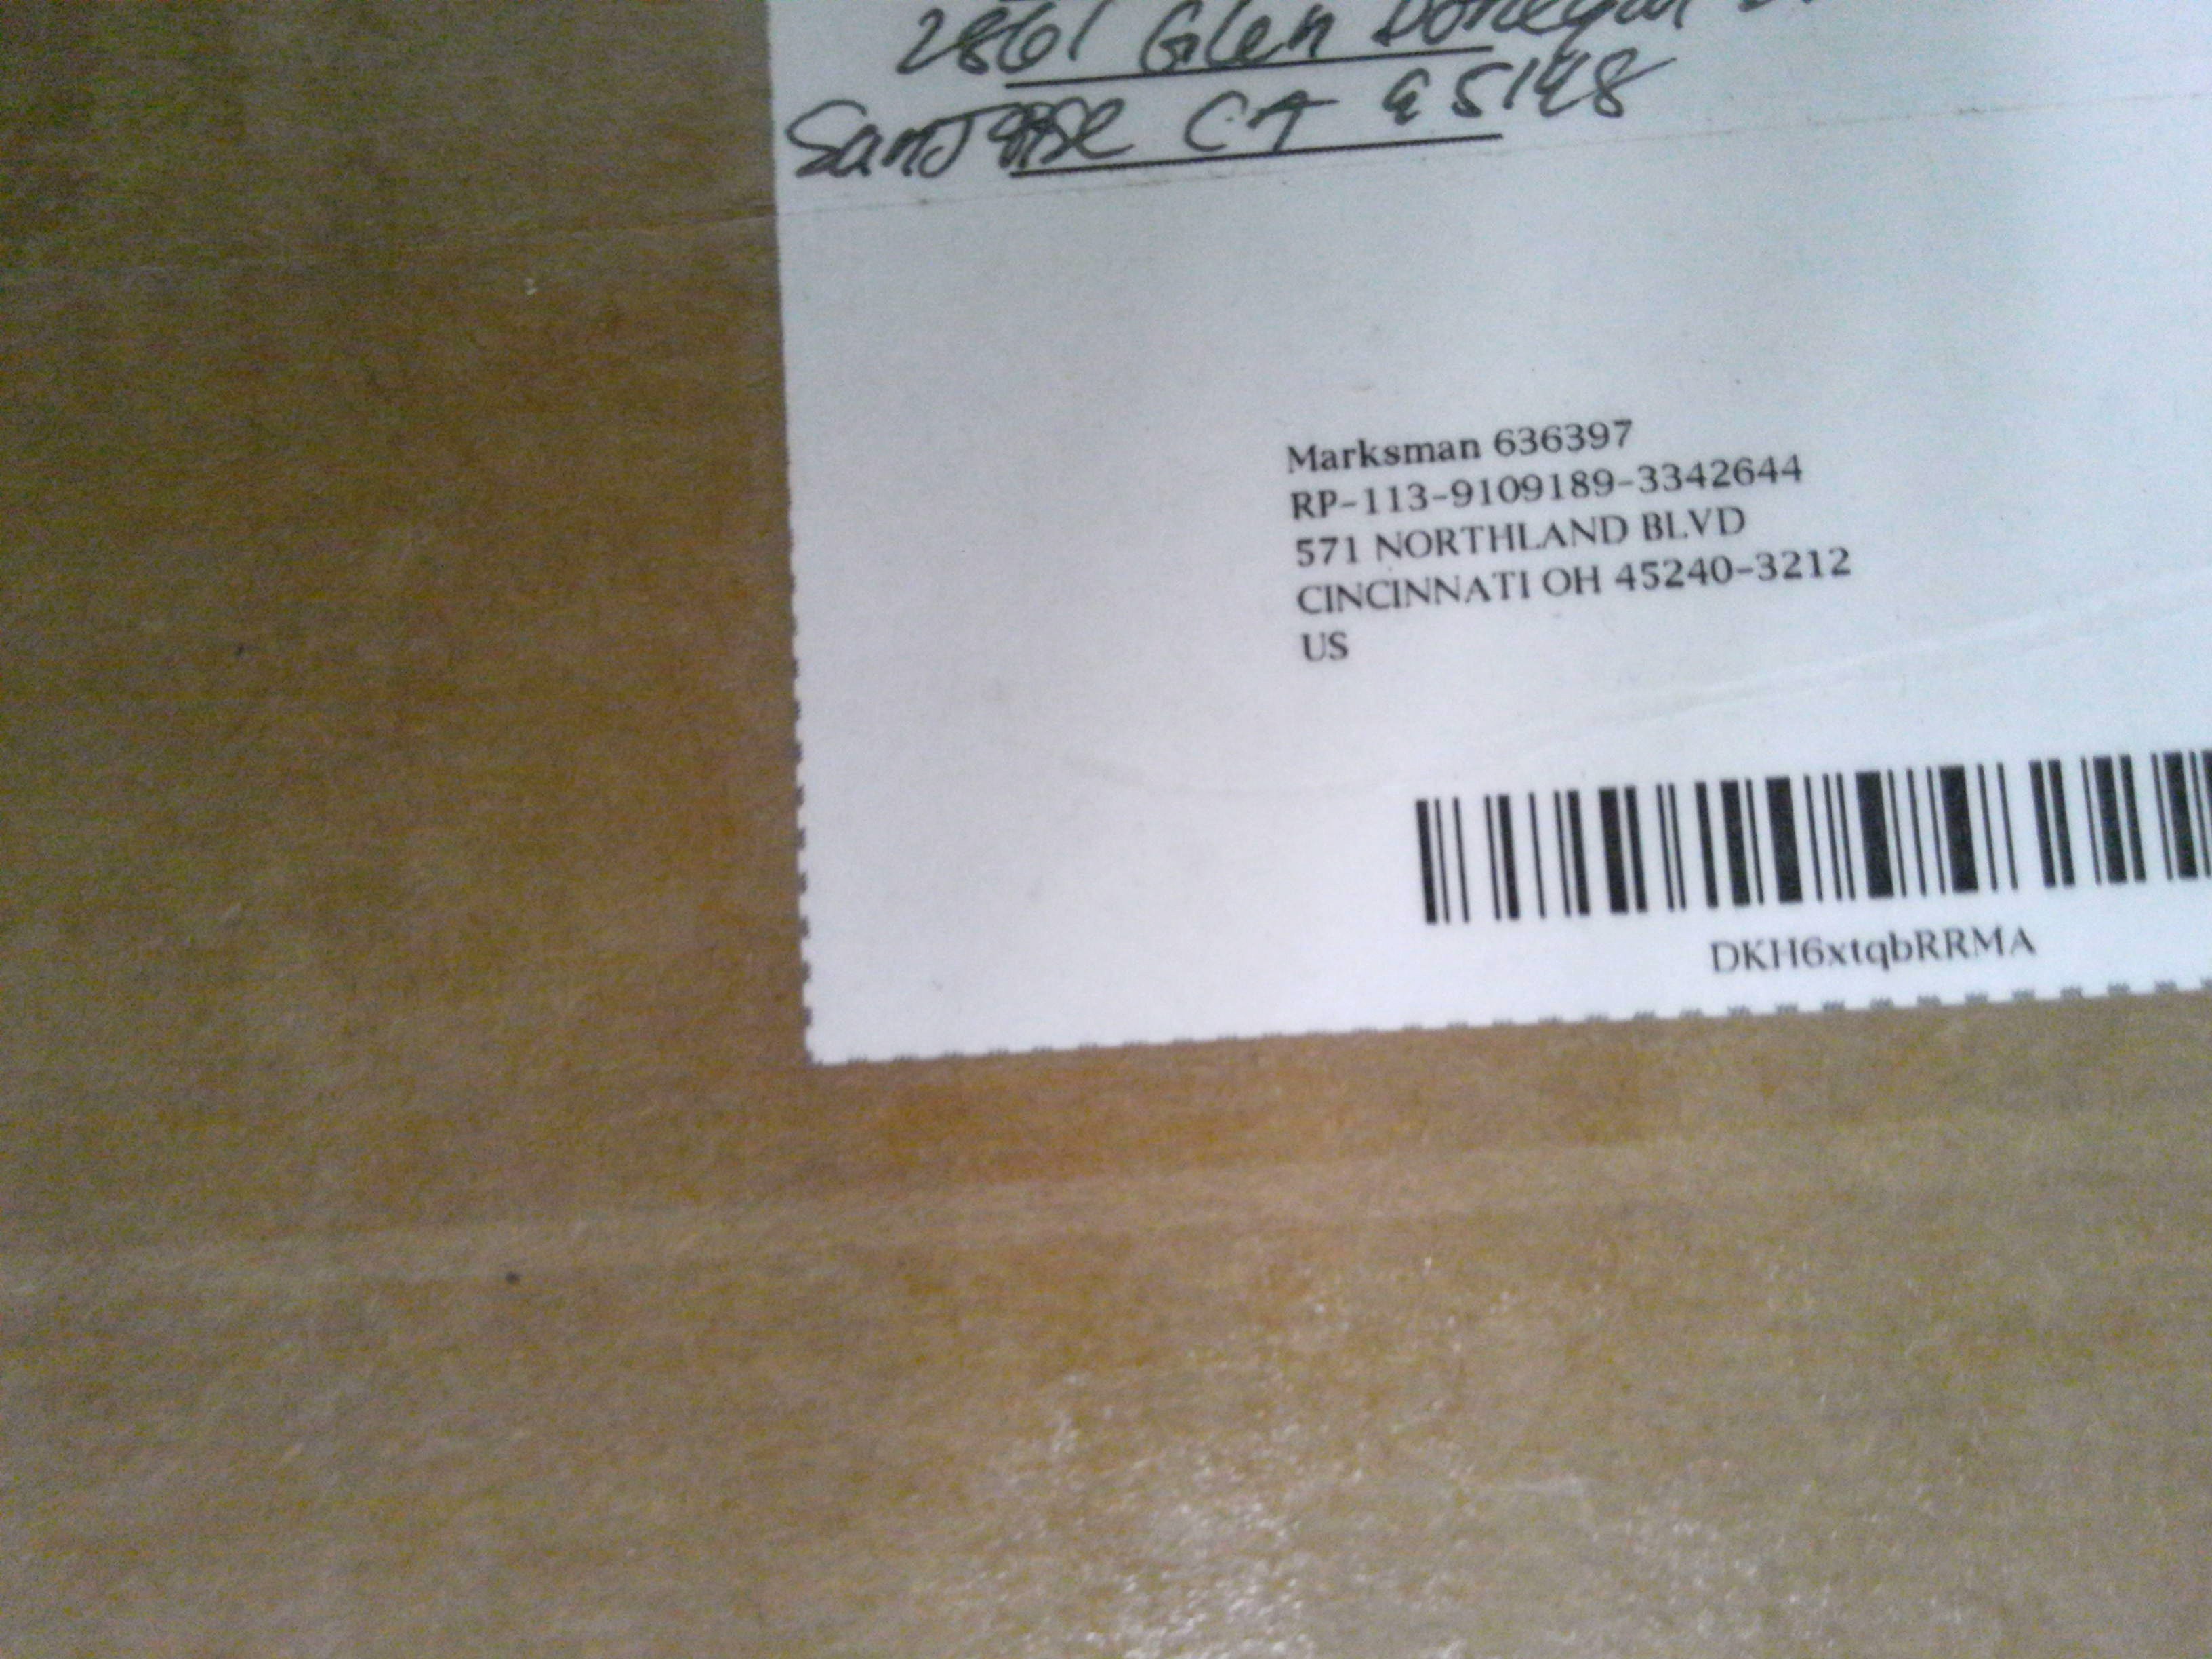 2861 Glen Donegal
San Jose CA 95148
Marksman 636397
RP-113-9109189-3342644
571 NORTHLAND BLVD
CINCINNATI OH 45240-3212
US
DKH6xtqbRRMA